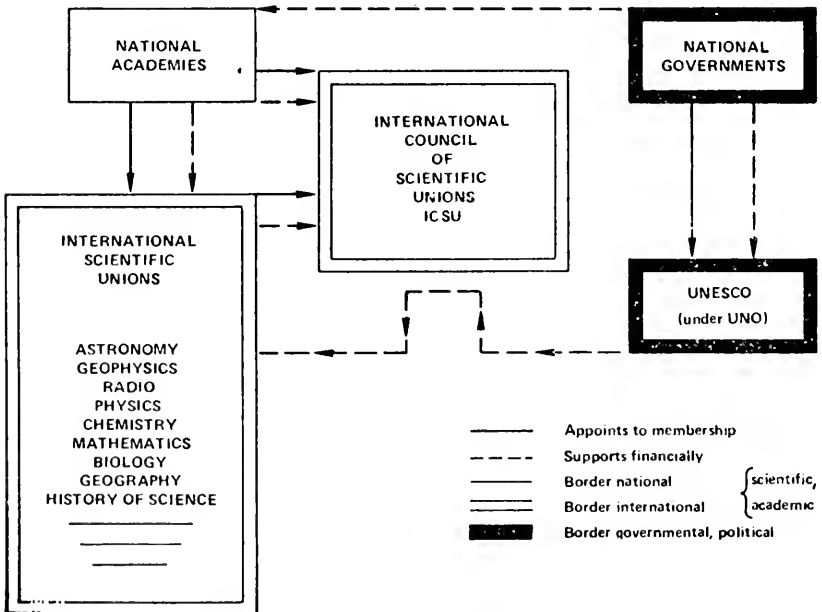 NATIONAL
ACADEMIES
NATIONAL
GOVERNMENTS
INTERNATIONAL
COUNCIL
OF
SCIENTIFIC
UNIONS
ICSU
INTERNATIONAL
SCIENTIFIC
UNIONS
ASTRONOMY
GEOPHYSICS
RADIO
PHYSICS
CHEMISTRY
MATHEMATICS
BIOLOGY
GEOGRAPHY
HISTORY OF SCIENCE
UNESCO
(under UNO)
Appoints to membership
Supports financially
Border national
Border international
scientific,
academic
Border governmental, political